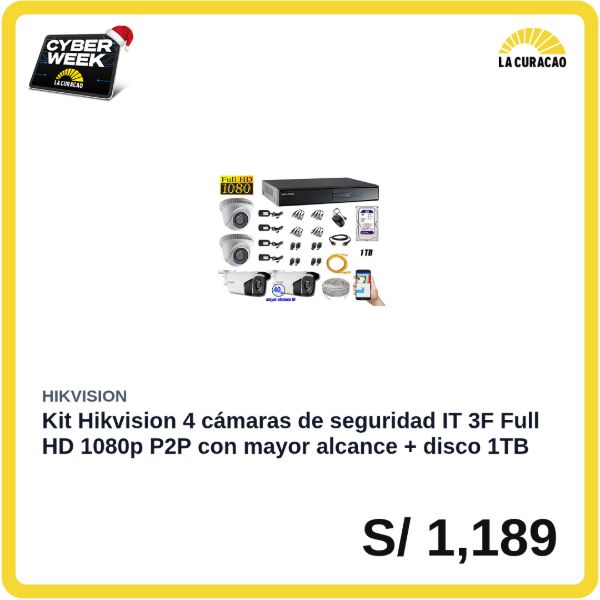 CYBER
WEEK
LA CURACAO
LA CURACAO
Full HD
1080
1TB
40
HIKVISION
Kit Hikvision 4 cámaras de seguridad IT 3F Full
HD 1080p P2P con mayor alcance + disco 1TB
S/ 1,189